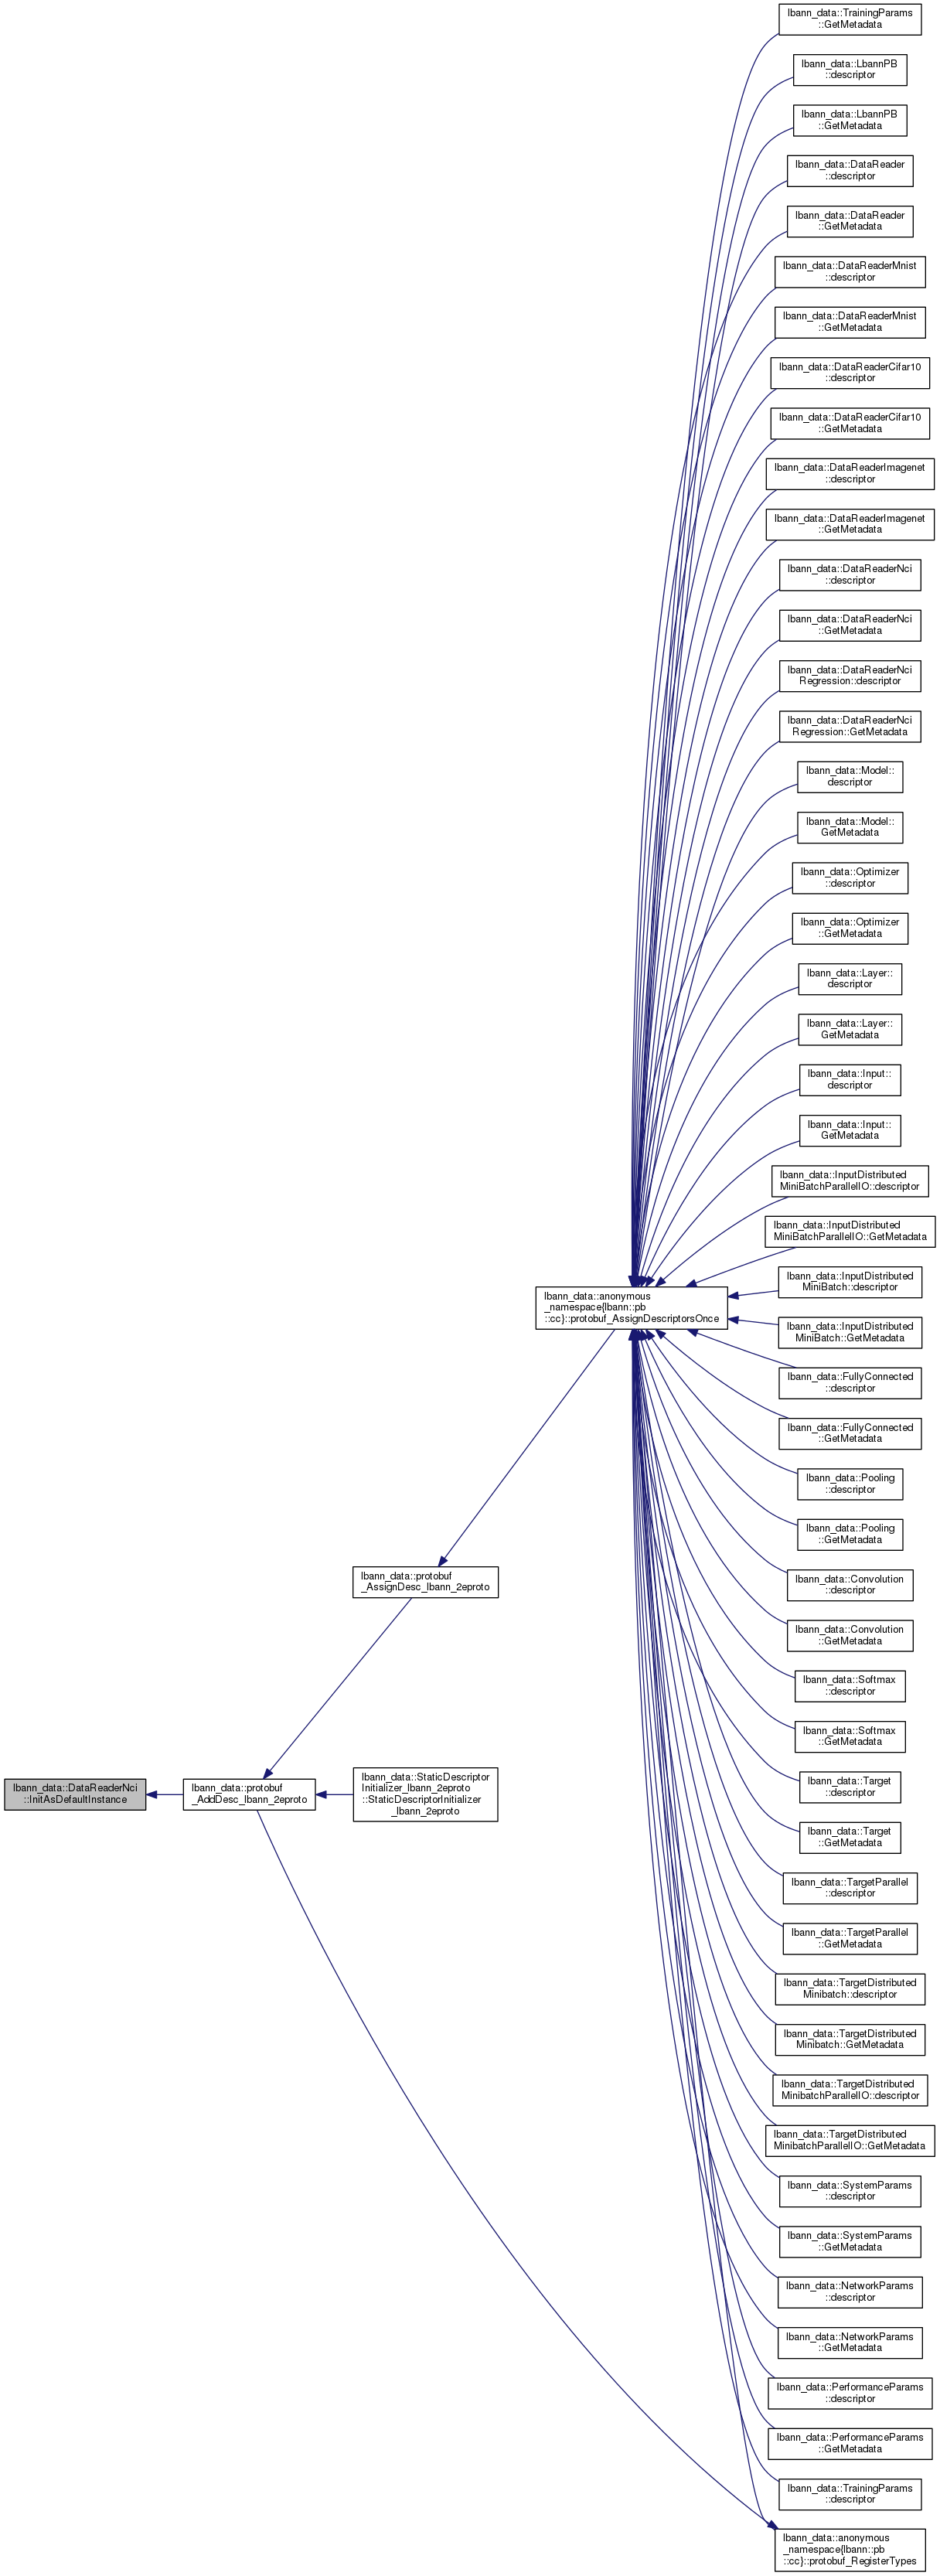 lbann_data::TrainingParams
::GetMetadata
lbann_data::LbannPB
::descriptor
lbann_data::LbannPB
::GetMetadata
lbann_data::DataReader
::descriptor
lbann_data::DataReader
::GetMetadata
lbann_data::DataReaderMnist
::descriptor
lbann_data::DataReaderMnist
::GetMetadata
lbann_data::DataReaderCifar10
::descriptor
lbann_data::DataReaderCifar10
::GetMetadata
lbann_data::DataReaderImagenet
::descriptor
lbann_data::DataReaderImagenet
::GetMetadata
lbann_data::DataReaderNci
::descriptor
lbann_data::DataReaderNci
::GetMetadata
lbann_data::DataReaderNci
Regression::descriptor
lbann_data::DataReaderNci
Regression::GetMetadata
lbann_data::Model::
descriptor
lbann_data::Model::
GetMetadata
lbann_data::Optimizer
::descriptor
lbann_data::Optimizer
::GetMetadata
lbann_data::Layer::
descriptor
lbann_data::Layer::
GetMetadata
lbann_data::Input::
descriptor
lbann_data::Input::
GetMetadata
lbann_data::InputDistributed
MiniBatchParallelIO::descriptor
lbann_data::InputDistributed
MiniBatchParallelIO::GetMetadata
lbann_data::InputDistributed
MiniBatch::descriptor
lbann_data::anonymous
_namespace{lbann::pb
::cc}::protobuf_AssignDescriptorsOnce
lbann_data::InputDistributed
MiniBatch::GetMetadata
lbann_data::FullyConnected
::descriptor
lbann_data::FullyConnected
::GetMetadata
lbann_data::Pooling
::descriptor
lbann_data::Pooling
::GetMetadata
lbann_data::protobuf
_AssignDesc_lbann_2eproto
lbann_data::Convolution
::descriptor
lbann_data::Convolution
::GetMetadata
lbann_data::Softmax
::descriptor
lbann_data::Softmax
::GetMetadata
lbann_data::DataReaderNci
::InitAsDefaultInstance
lbann_data::protobuf
_AddDesc_lbann_2eproto
lbann_data::StaticDescriptor
Initializer_lbann_2eproto
::StaticDescriptorInitializer
_lbann_2eproto
lbann_data::Target
::descriptor
lbann_data::Target
::GetMetadata
lbann_data::TargetParallel
::descriptor
lbann_data::TargetParallel
::GetMetadata
lbann_data::TargetDistributed
Minibatch::descriptor
lbann_data::TargetDistributed
Minibatch::GetMetadata
lbann_data::TargetDistributed
MinibatchParallelIO::descriptor
lbann_data::TargetDistributed
MinibatchParallelIO::GetMetadata
lbann_data::SystemParams
::descriptor
lbann_data::SystemParams
::GetMetadata
lbann_data::NetworkParams
::descriptor
lbann_data::NetworkParams
::GetMetadata
lbann_data::PerformanceParams
::descriptor
lbann_data::PerformanceParams
::GetMetadata
lbann_data::TrainingParams
::descriptor
lbann_data::anonymous
_namespace{lbann::pb
::cc}::protobuf_RegisterTypes